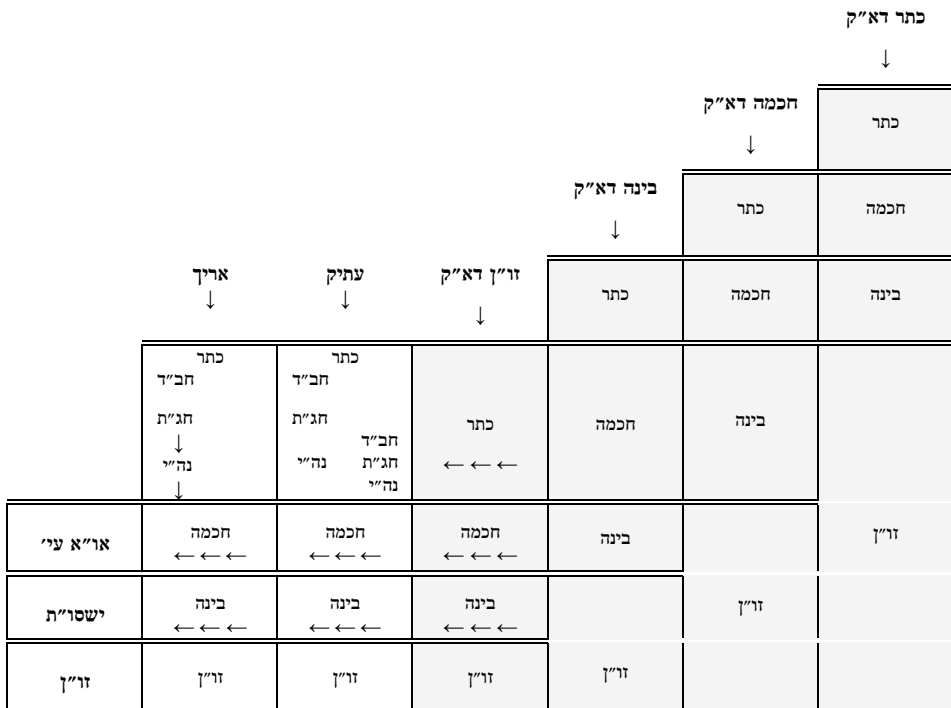 כתר דא״ק
↓
חכמה דא״ק
↓
כתר
בינה דא״ק
↓
כתר
חכמה
זו״ן דא״ק
↓
עתיק
↓
אריך
↓
כתר
חכמה
בינה
כתר
חב״ד
חג״ת
↓
נה״י
↓
כתר
חב״ד
חג״ת
חב״ד
נה״י חג״ת
נה״י
כתר
← ← ←
חכמה
בינה
או״א עי׳
חכמה
← ← ←
חכמה
← ← ←
חכמה
← ← ←
בינה
זו״ן
ישסו״ת
בינה
← ← ←
בינה
← ← ←
בינה
← ← ←
זו״ן
זו״ן
זו״ן
זו״ן
זו״ן
זו״ן